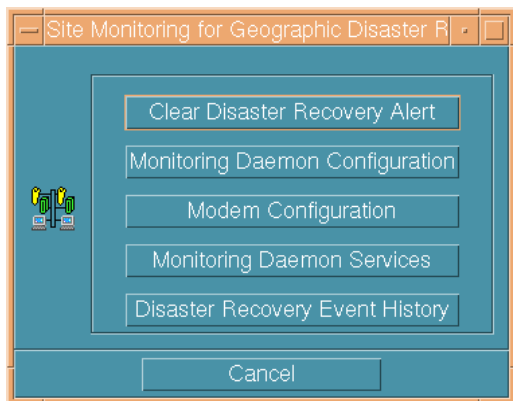 Site Monitoring for Geographic Disaster R
Clear Disaster Recovery Alert
Monitoring Daemon Configuration
Modem Configuration
Monitoring Daemon Services
Disaster Recovery Event History
Cancel